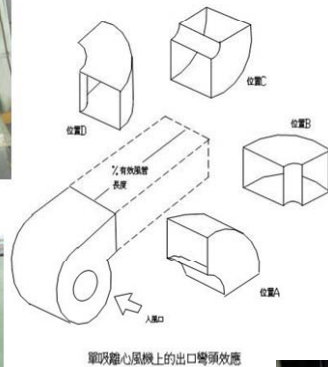 位置C
位置D
位置B
% 有效風管
長度
位置A
入風口
單吸離心風機上的出口彎頭效應